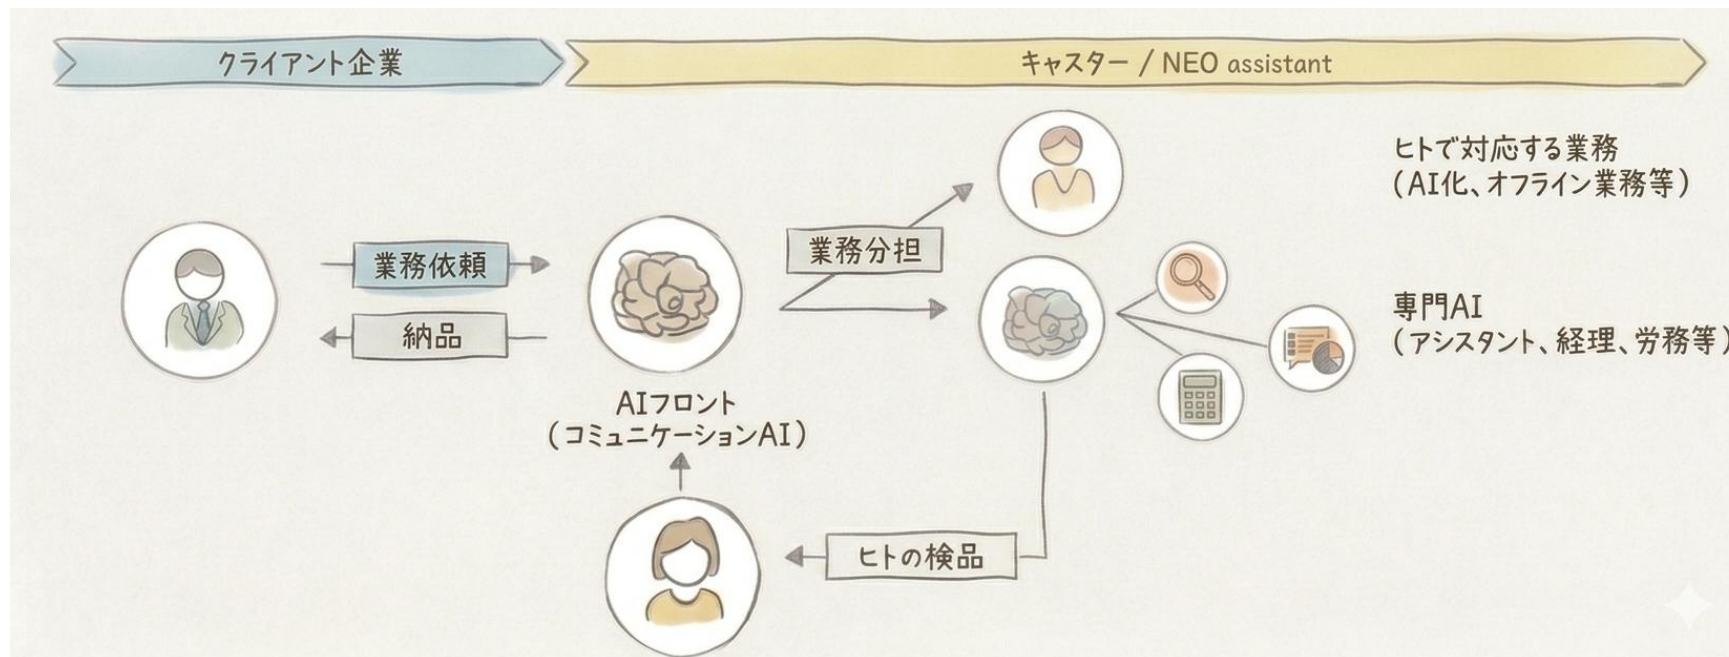 クライアント企業
キャスター / NEO assistant
ヒトで対応する業務
(AI化、オフライン業務等)
業務依頼
業務分担
納品
専門AI
(アシスタント、経理、労務等)
AIフロント
(コミュニケーションAI)
ヒトの検品